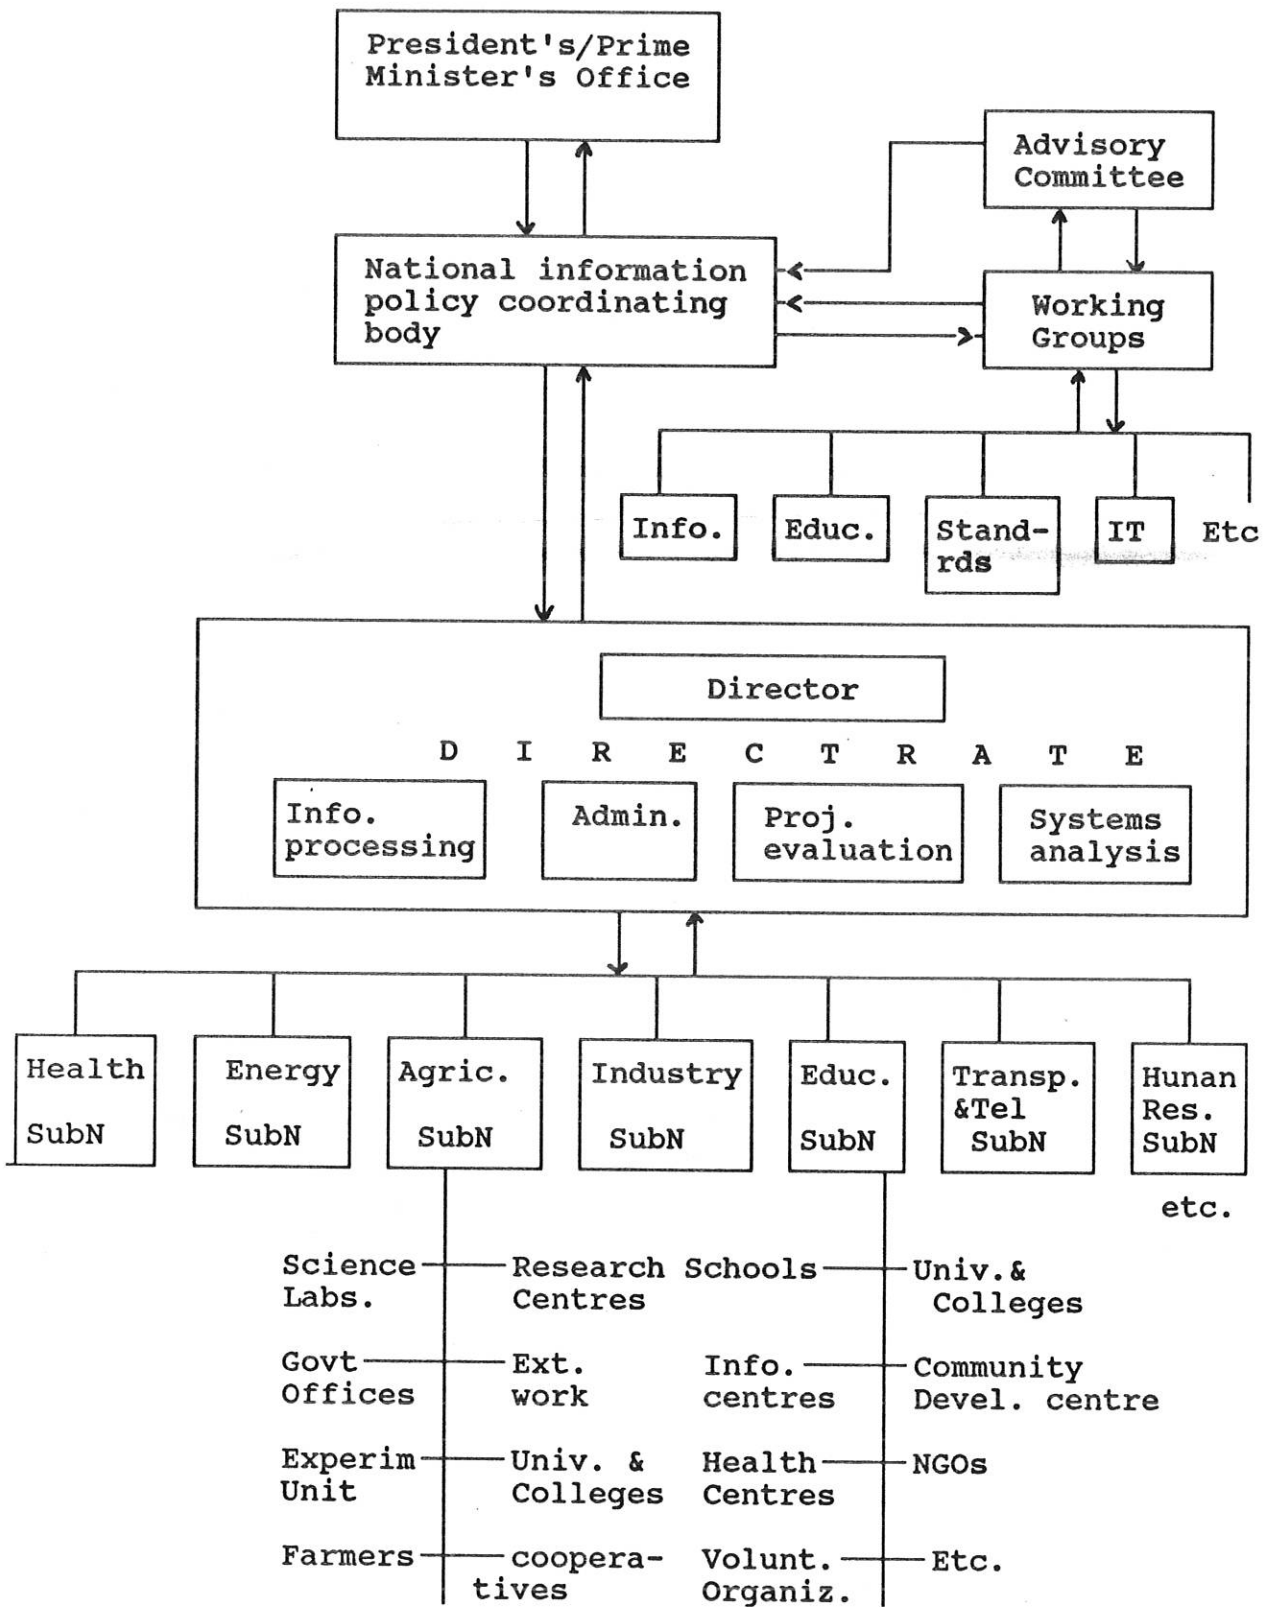 President's/Prime
Minister's Office
Advisory
Committee
National information
policy coordinating
body
Working
Groups
Info.
Educ.
Stand-
rds
IT
Etc
Director
D I R E C T R A T E
Info.
processing
Admin.
Proj.
evaluation
Systems
analysis
Health
SubN
Energy
SubN
Agric.
SubN
Industry
SubN
Educ.
SubN
Transp.
&Tel
SubN
Hunan
Res.
SubN
etc.
Science
Labs.
Research
Centres
Schools
Univ.&
Colleges
Govt
Offices
Ext.
work
Info.
centres
Community
Devel. centre
Experim
Unit
Univ. &
Colleges
Health
Centres
NGOs
Farmers
coopera-
tives
Volunt.
Organiz.
Etc.